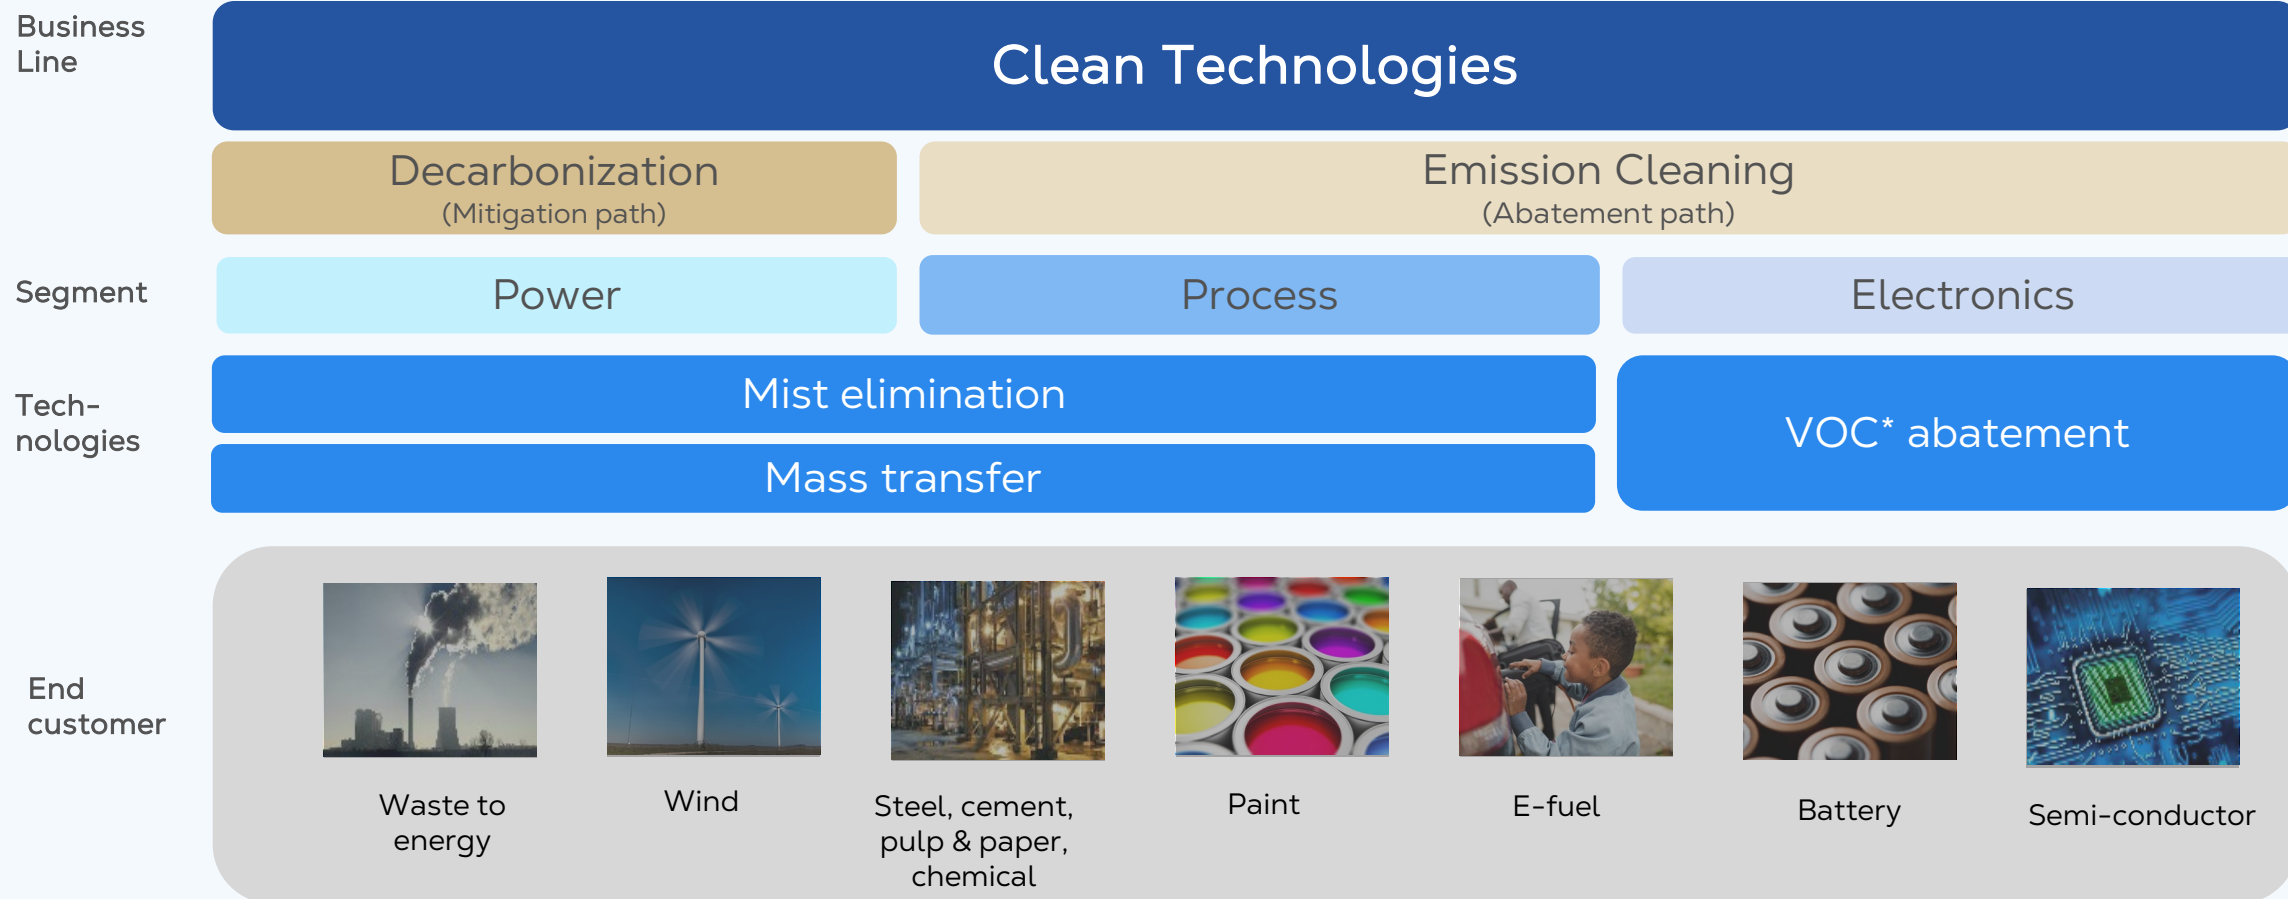 Business
Line
Clean Technologies
Decarbonization
(Mitigation path)
Emission Cleaning
(Abatement path)
Segment
Power
Process
Electronics
Tech-
nologies
Mist elimination
Mass transfer
VOC* abatement
End
customer
Waste to
energy
Wind
Steel, cement,
pulp & paper,
chemical
Paint
E-fuel
Battery
Semi-conductor